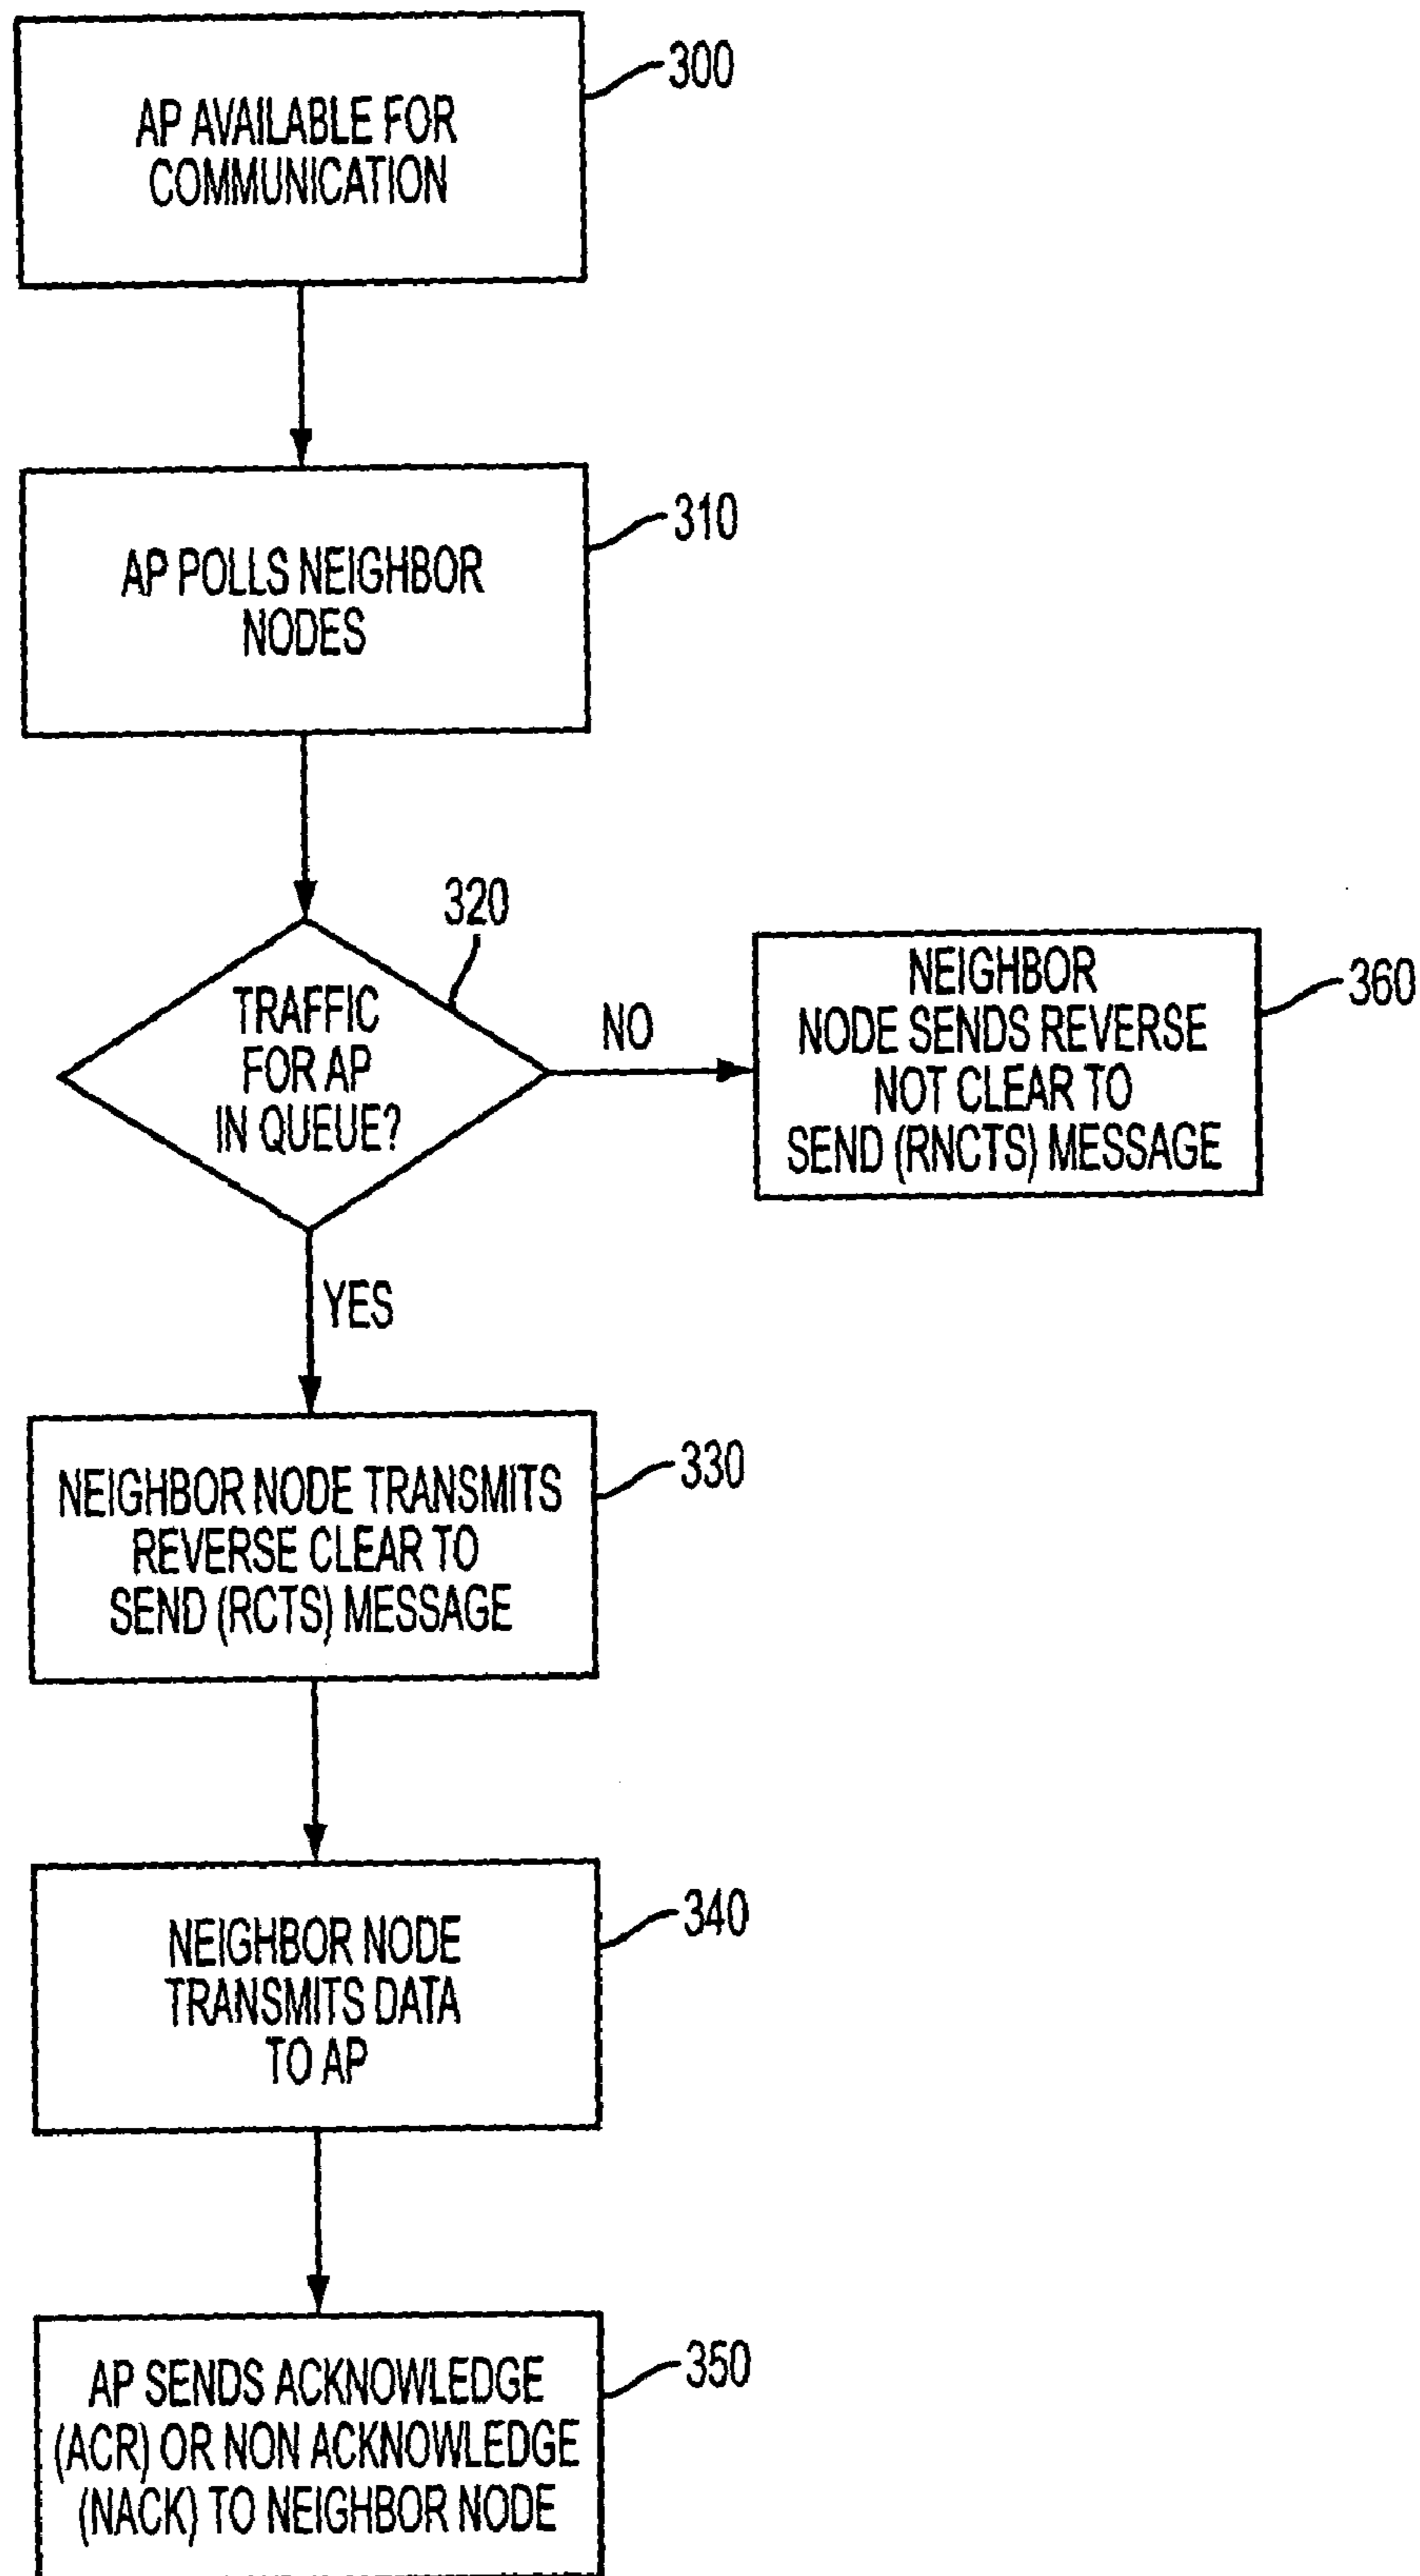 AP AVAILABLE FOR
COMMUNICATION
300
AP POLLS NEIGHBOR
NODES
310
320
TRAFFIC
FOR AP
IN QUEUE?
NO
NEIGHBOR
NODE SENDS REVERSE
NOT CLEAR TO
SEND (RNCTS) MESSAGE
360
YES
NEIGHBOR NODE TRANSMITS
REVERSE CLEAR TO
SEND (RCTS) MESSAGE
330
NEIGHBOR NODE
TRANSMITS DATA
TO AP
340
AP SENDS ACKNOWLEDGE
(ACR) OR NON ACKNOWLEDGE
(NACK) TO NEIGHBOR NODE
350